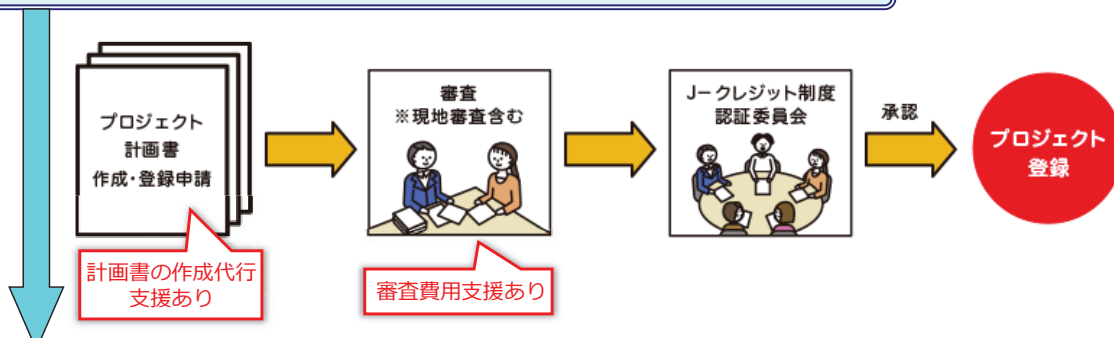 プロジェクト
計画書
作成・登録申請
審査
※現地審査含む
J－クレジット制度
認証委員会
承認
プロジェクト
登録
計画書の作成代行
支援あり
審査費用支援あり